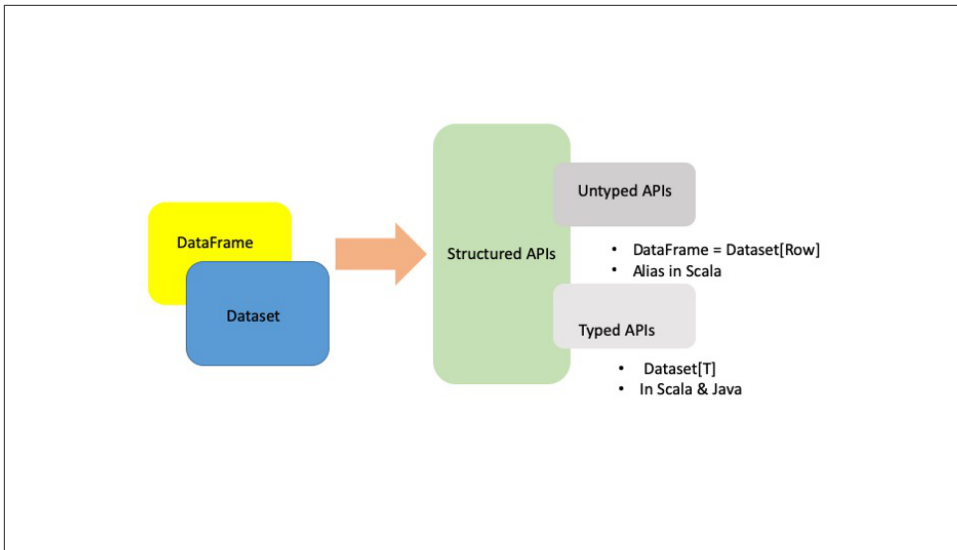 DataFrame
Dataset
Structured APIs
Untyped APIs
• DataFrame = Dataset[Row]
• Alias in Scala
Typed APIs
• Dataset[T]
• In Scala & Java